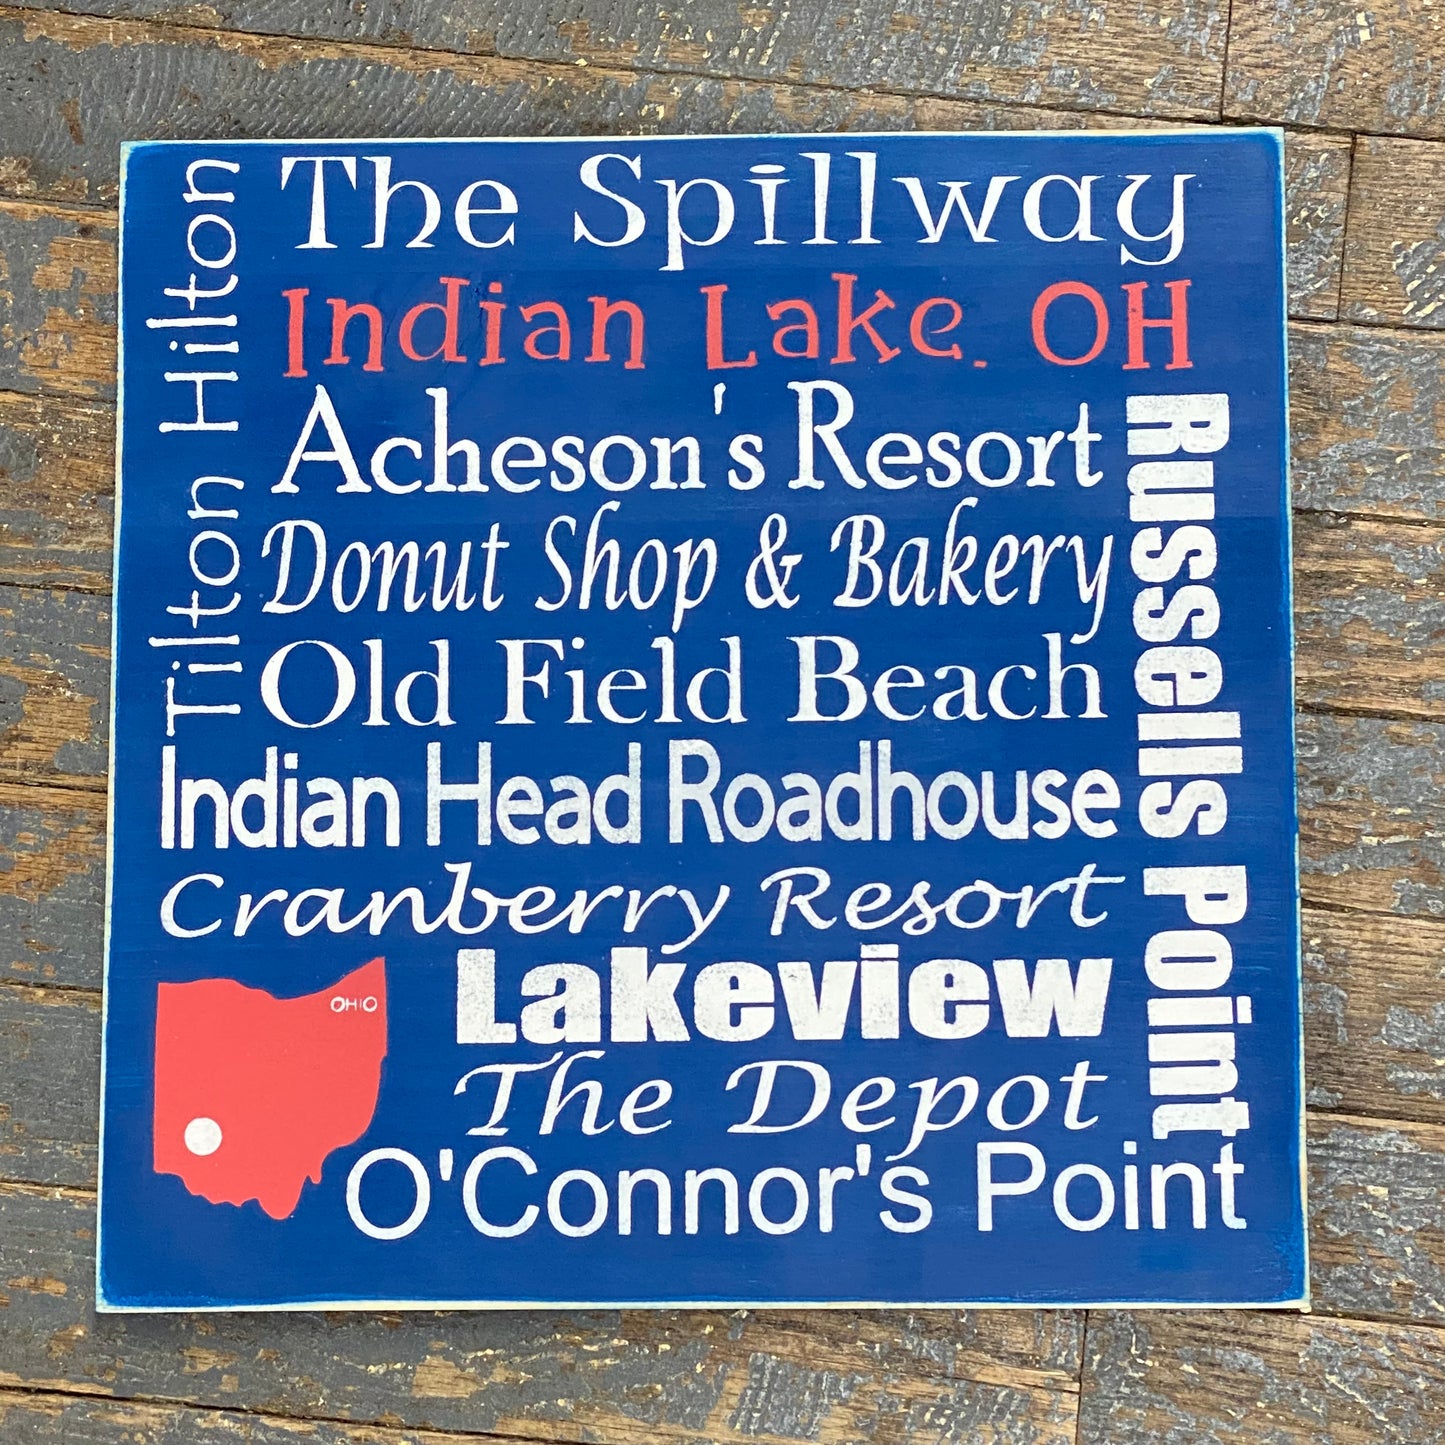 Tilton Hilton
The Spillway
Indian Lake. OH
Acheson's Resort
Donut Shop & Bakery
Old Field Beach
Indian Head Roadhouse
Cranberry Resort
Russells Point
Lakeview
The Depot
O'Connor's Point
OHIO